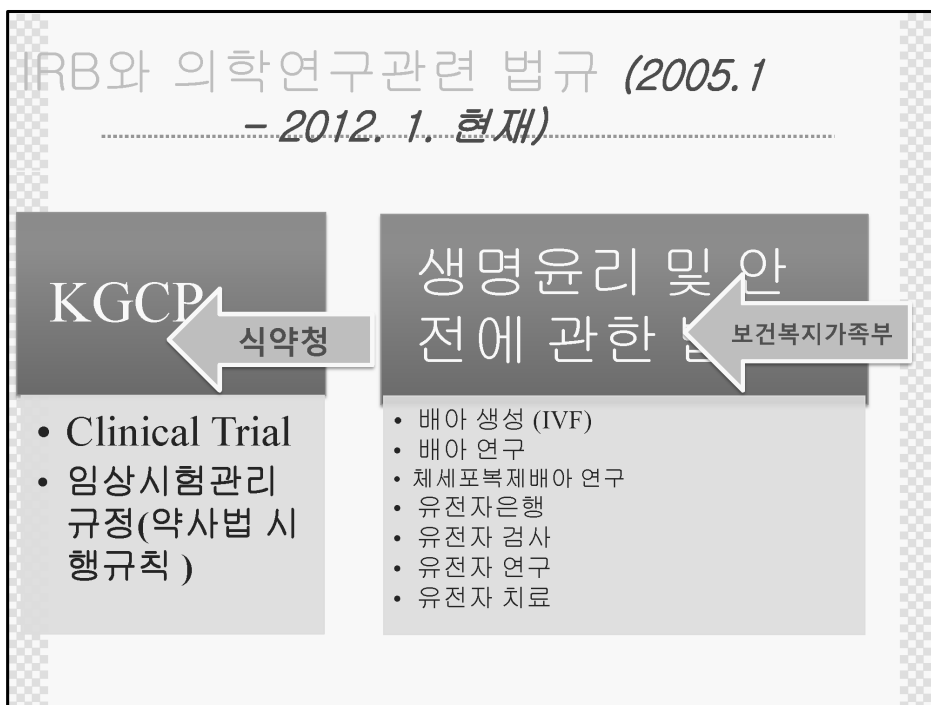 IRB와 의학연구관련 법규 (2005.1
- 2012. 1. 현재)
KGCP
식약청
• Clinical Trial
• 임상시험관리
규정(약사법 시
행규칙 )
생명윤리 및 안
전에 관한
보건복지가족부
• 배아 생성 (IVF)
• 배아 연구
• 체세포복제배아 연구
• 유전자은행
• 유전자 검사
• 유전자 연구
• 유전자 치료